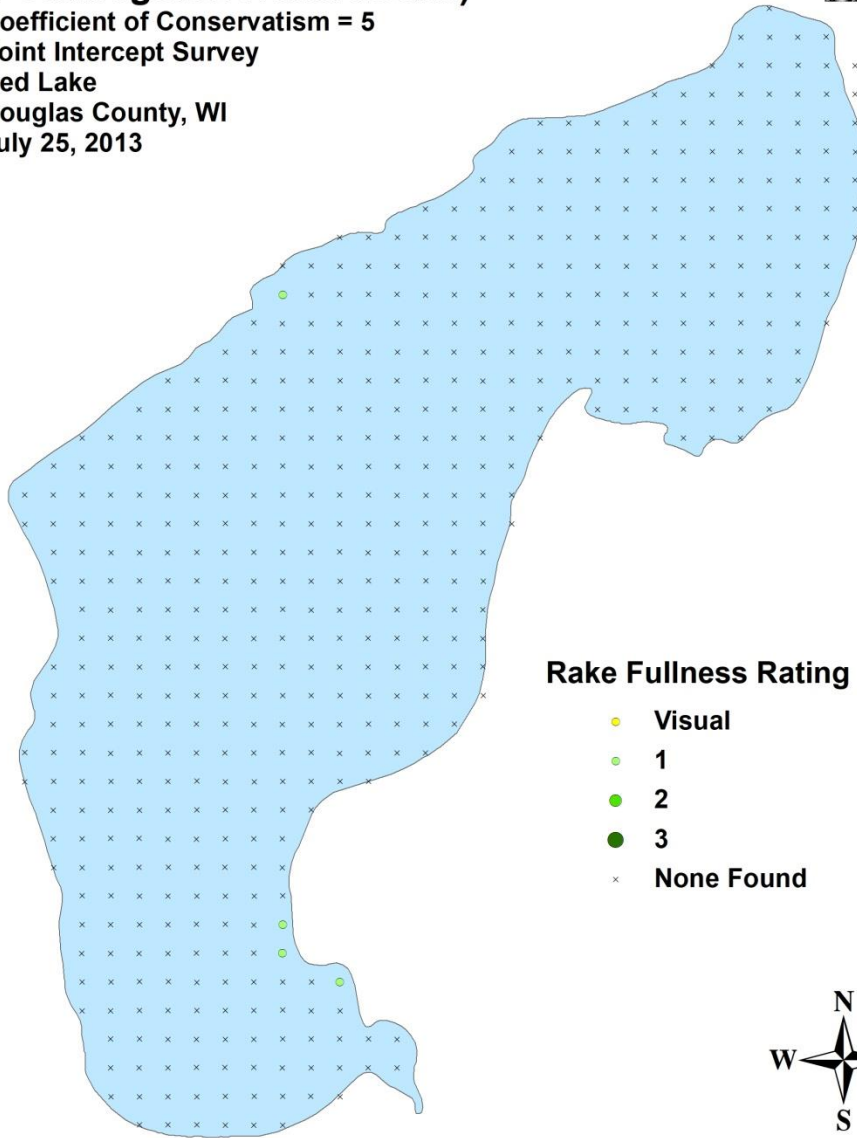 oefficient of Conservatism = 5
oint Intercept Survey
ed Lake
ouglas County, WI
uly 25, 2013
Rake Fullness Rating
Visual
1
2
3
None Found
N
W
S